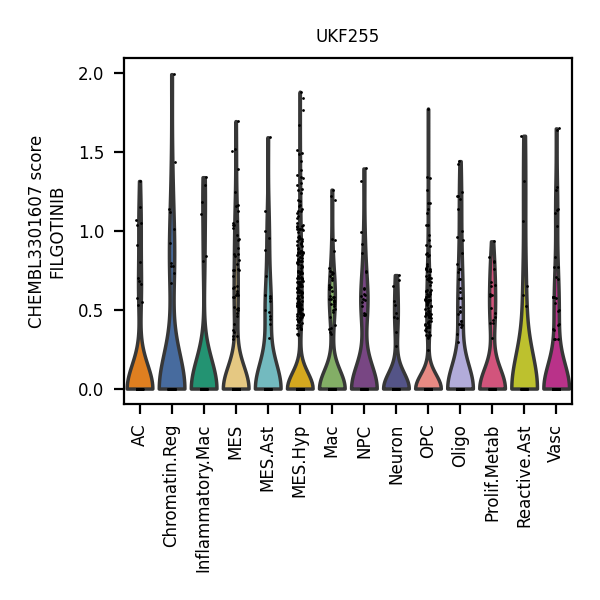 UKF255
CHEMBL3301607 score
FILGOTINIB
2.0
1.5
1.0
0.5
0.0
AC
Chromatin.Reg
Inflammatory.Mac
MES
MES.Ast
MES.Hyp
Mac
NPC
Neuron
OPC
Oligo
Prolif.Metab
Reactive.Ast
Vasc